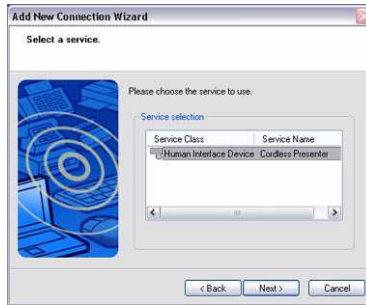 Add New Connection Wizard
Select a service.
Please choose the service to use.
Service selection
Service Class Service Name
Human Interface Device Cordless Presenter
< Back Next > Cancel